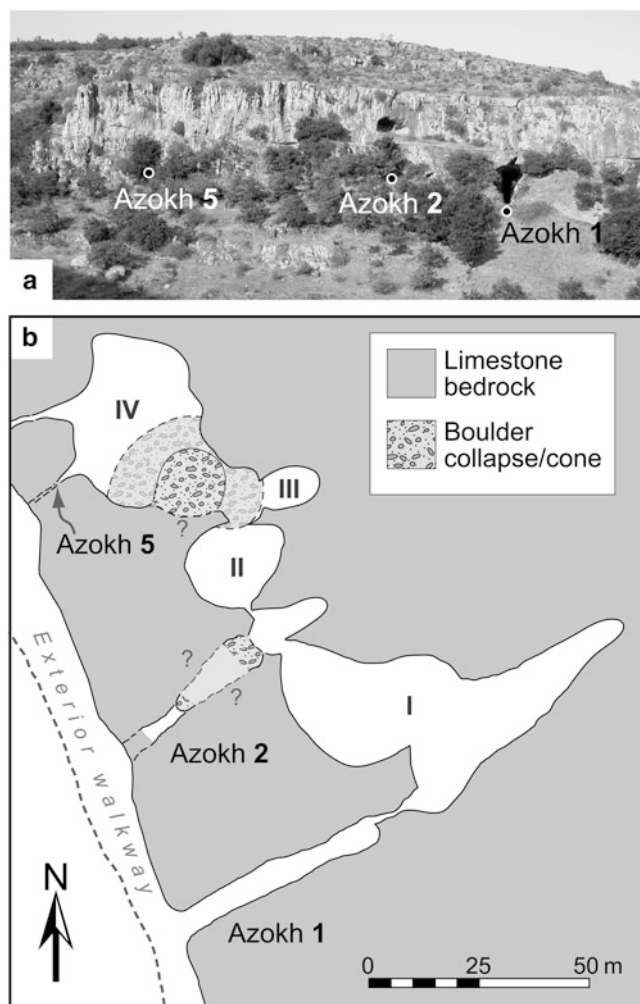 Azokh 5
Azokh 2
Azokh 1
a
b
Limestone
bedrock
Boulder
collapse/cone
IV
III
?
Azokh 5
II
?
?
I
Azokh 2
Exterior walkway
N
Azokh 1
0 25 50 m